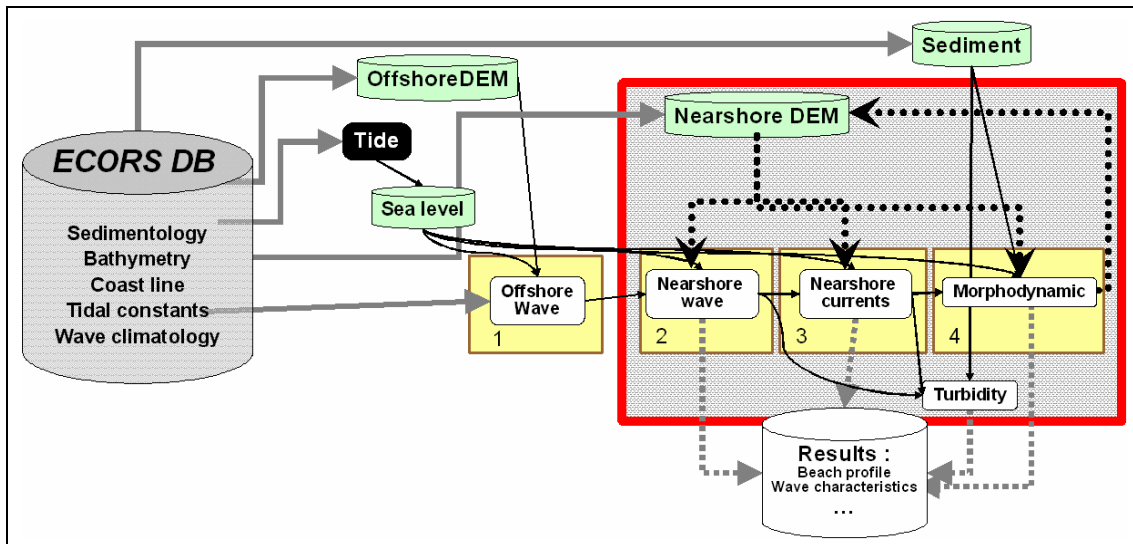 Sediment
OffshoreDEM
Nearshore DEM
Tide
ECORS DB
Sea level
Sedimentology
Bathymetry
Coast line
Tidal constants
Wave climatology
Offshore
Wave
1
Nearshore
wave
2
Nearshore
currents
3
Morphodynamic
4
Turbidity
Results :
Beach profile
Wave characteristics
...